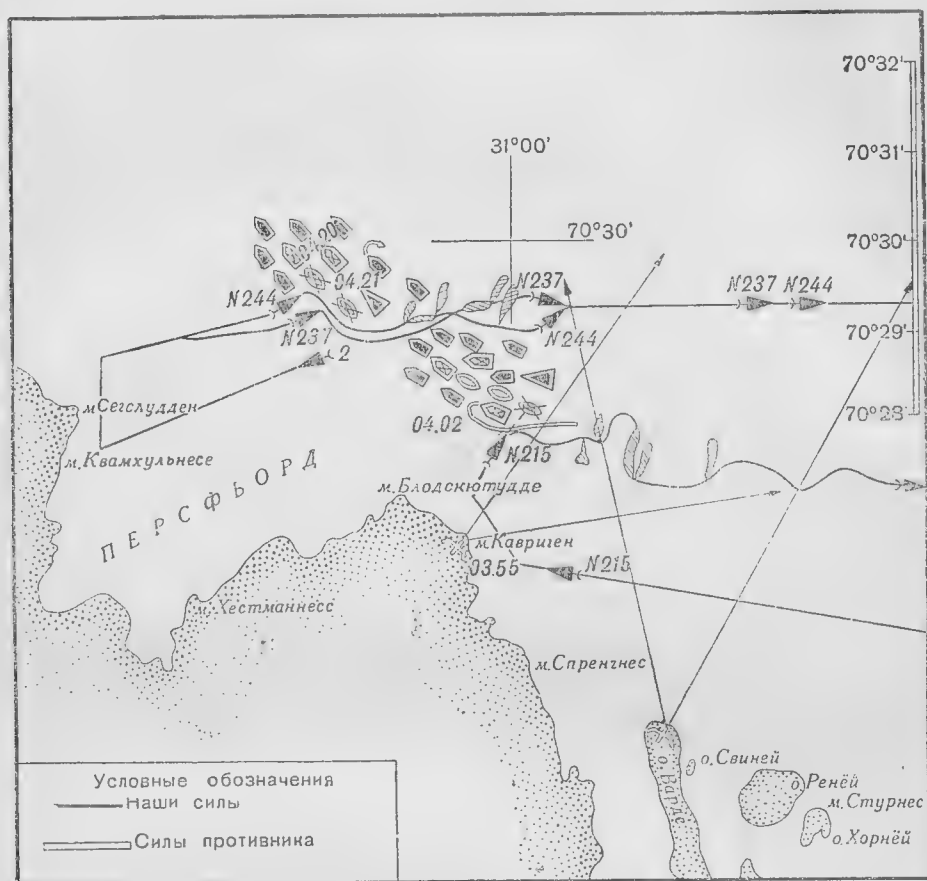 70°32'
70°31'
31°00'
70°30'
70°30'
04.21
N237
N237
N244
N244
N237
N244
70°29'
2
м.Сегслудден
04.02
70°28'
N215
м.Квамхульнесе
м.Блодскютудде
ПЕРСФЬОРД
м.Кавриген
03.55
N215
м.Хестманнесс
м.Спренгнес
о.Свиней
о.Варде
о.Ренёй
м.Стурнес
о.Хорнёй
Условные обозначения
Наши силы
Силы противника